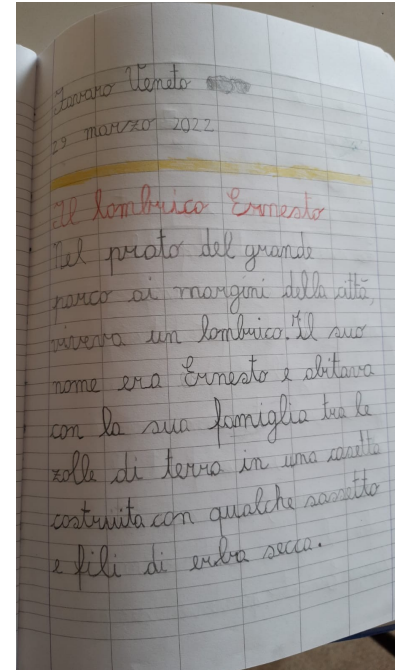 Favaro Veneto
29 marzo 2022
Il lombrico Ernesto
Nel prato del grande
parco ai margini della città,
viveva un lombrico. Il suo
nome era Ernesto e abitava
con la sua famiglia tra le
zolle di terra in una casetta
costruita con qualche sassetto
e fili di erba secca.